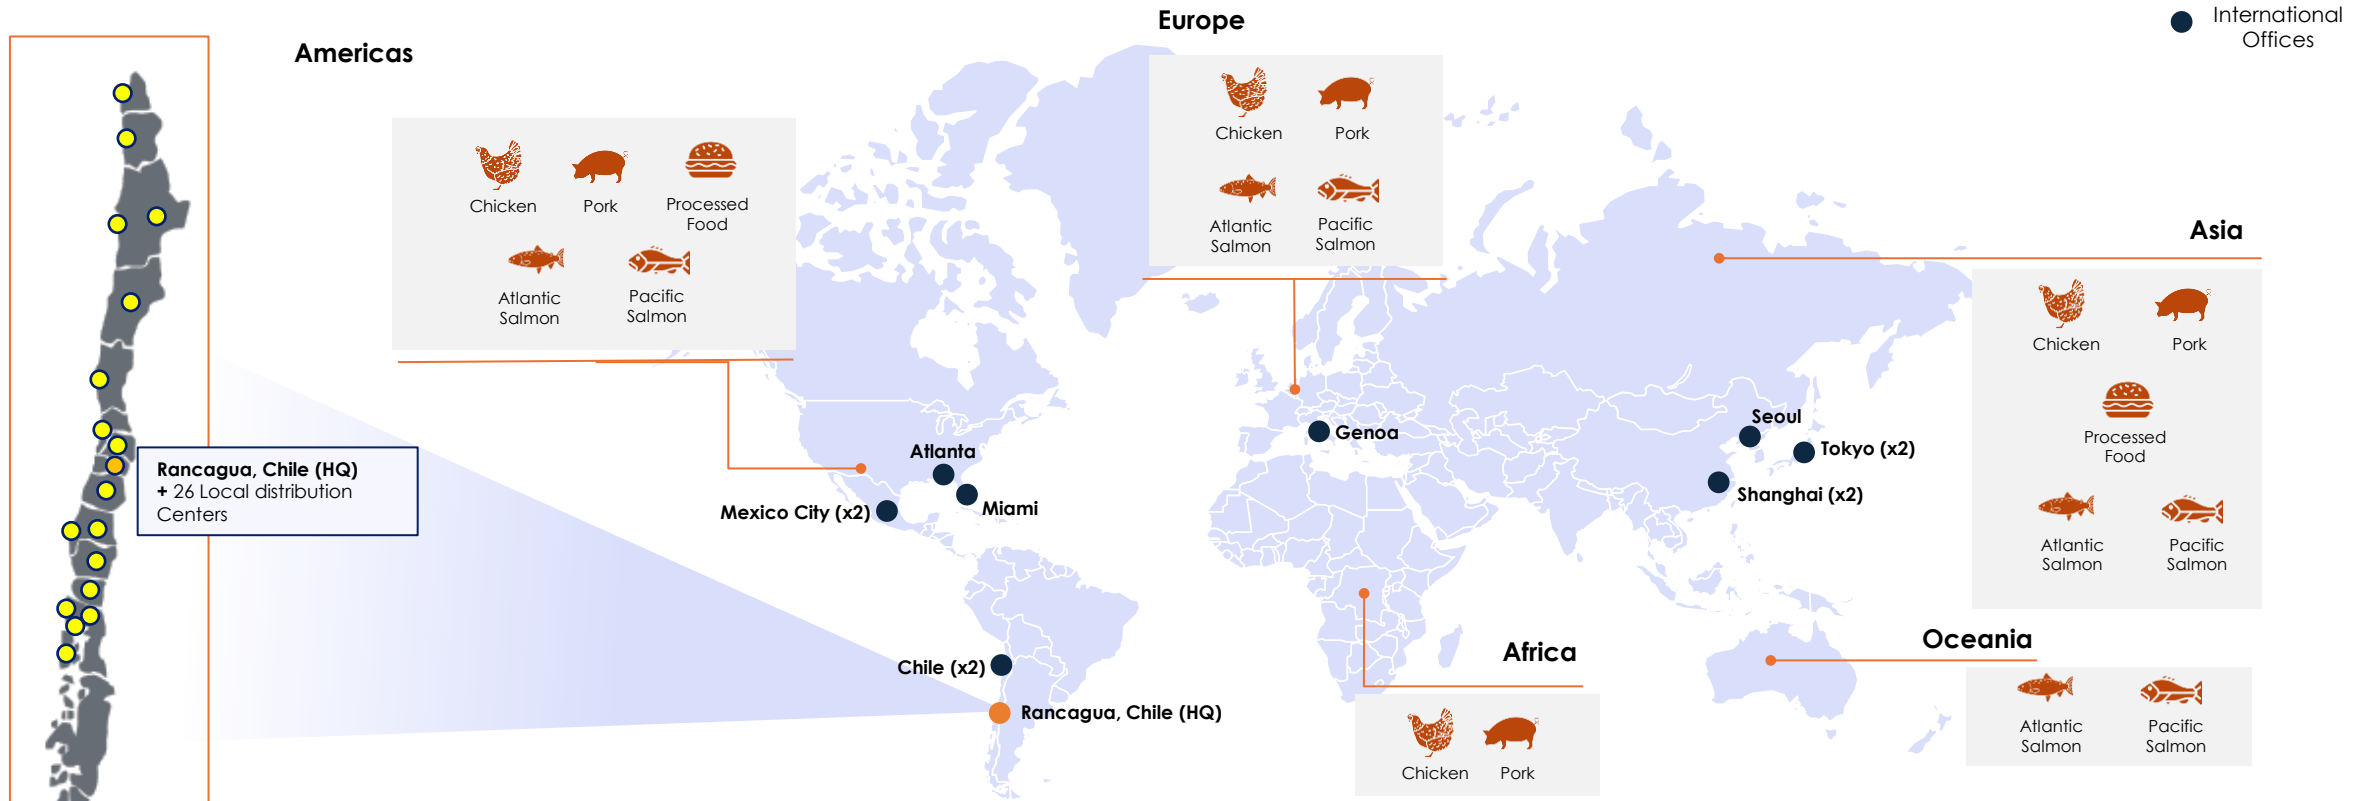 Europe
International
Offices
Americas
Chicken
Pork
Atlantic
Salmon
Pacific
Salmon
Chicken
Pork
Processed
Food
Atlantic
Salmon
Pacific
Salmon
Asia
Chicken
Pork
Processed
Food
Atlantic
Salmon
Pacific
Salmon
Seoul
Tokyo (x2)
Shanghai (x2)
Genoa
Atlanta
Miami
Mexico City (x2)
Rancagua, Chile (HQ)
+ 26 Local distribution
Centers
Chile (x2)
Rancagua, Chile (HQ)
Africa
Chicken
Pork
Oceania
Atlantic
Salmon
Pacific
Salmon